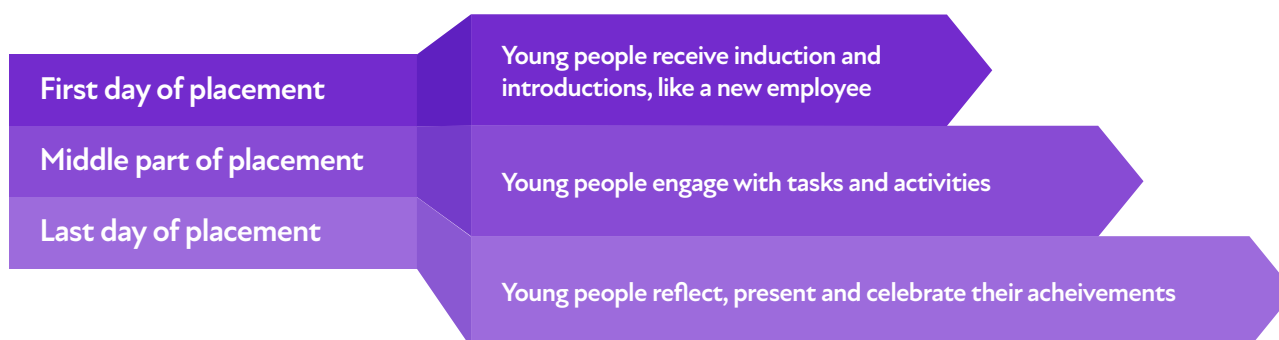 First day of placement
Young people receive induction and
introductions, like a new employee
Middle part of placement
Young people engage with tasks and activities
Last day of placement
Young people reflect, present and celebrate their acheivements